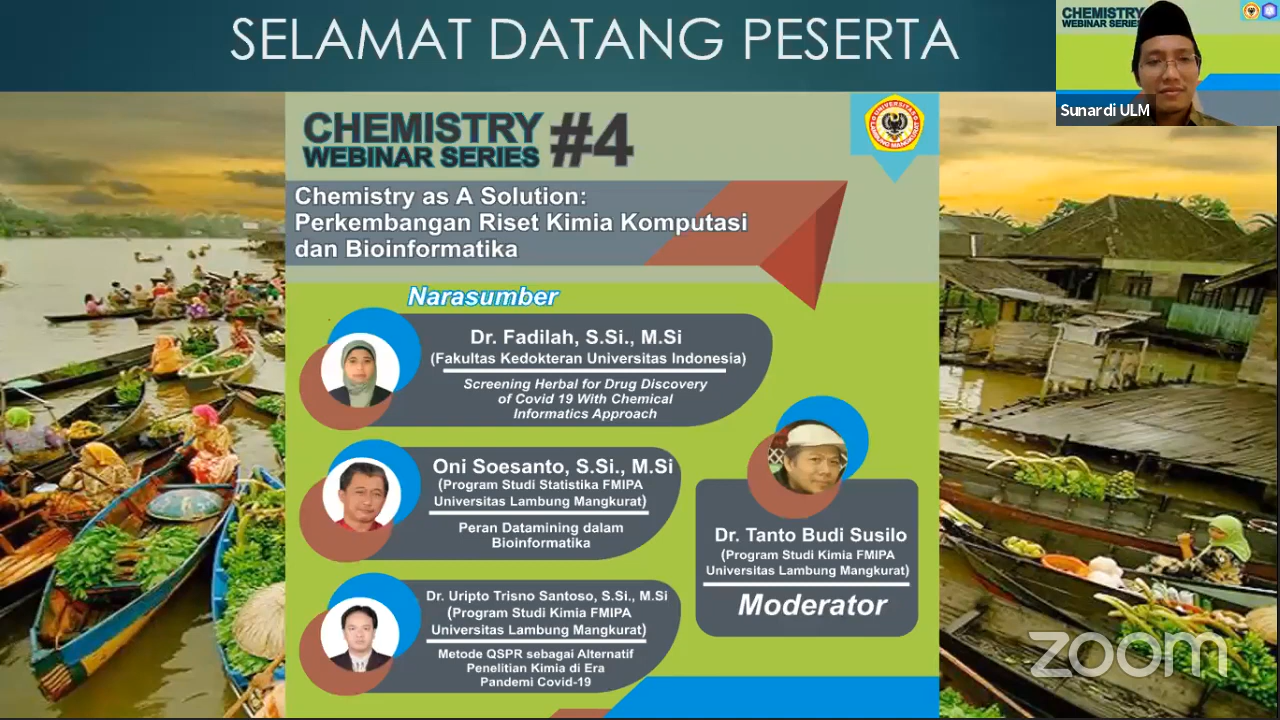 SELAMAT DATANG PESERTA
CHEMISTRY
WEBINAR SERIES
Sunardi ULM
CHEMISTRY
WEBINAR SERIES #4
UNIVERSITAS
LAMBUNG MANGKURAT
Chemistry as A Solution:
Perkembangan Riset Kimia Komputasi
dan Bioinformatika
Narasumber
Dr. Fadilah, S.Si., M.Si
(Fakultas Kedokteran Universitas Indonesia)
Screening Herbal for Drug Discovery
of Covid 19 With Chemical
Informatics Approach
Oni Soesanto, S.Si., M.Si
(Program Studi Statistika FMIPA
Universitas Lambung Mangkurat)
Peran Datamining dalam
Bioinformatika
Dr. Uripto Trisno Santoso, S.Si., M.Si
(Program Studi Kimia FMIPA
Universitas Lambung Mangkurat)
Metode QSPR sebagai Alternatif
Penelitian Kimia di Era
Pandemi Covid-19
Dr. Tanto Budi Susilo
(Program Studi Kimia FMIPA
Universitas Lambung Mangkurat)
Moderator
zoom